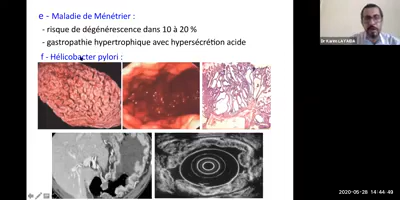 e - Maladie de Ménétrier :
- risque de dégénérescence dans 10 à 20 %
- gastropathie hypertrophique avec hypersécrétion acide
f - Hélicobacter pylori :
2020-05-28 14:44:49